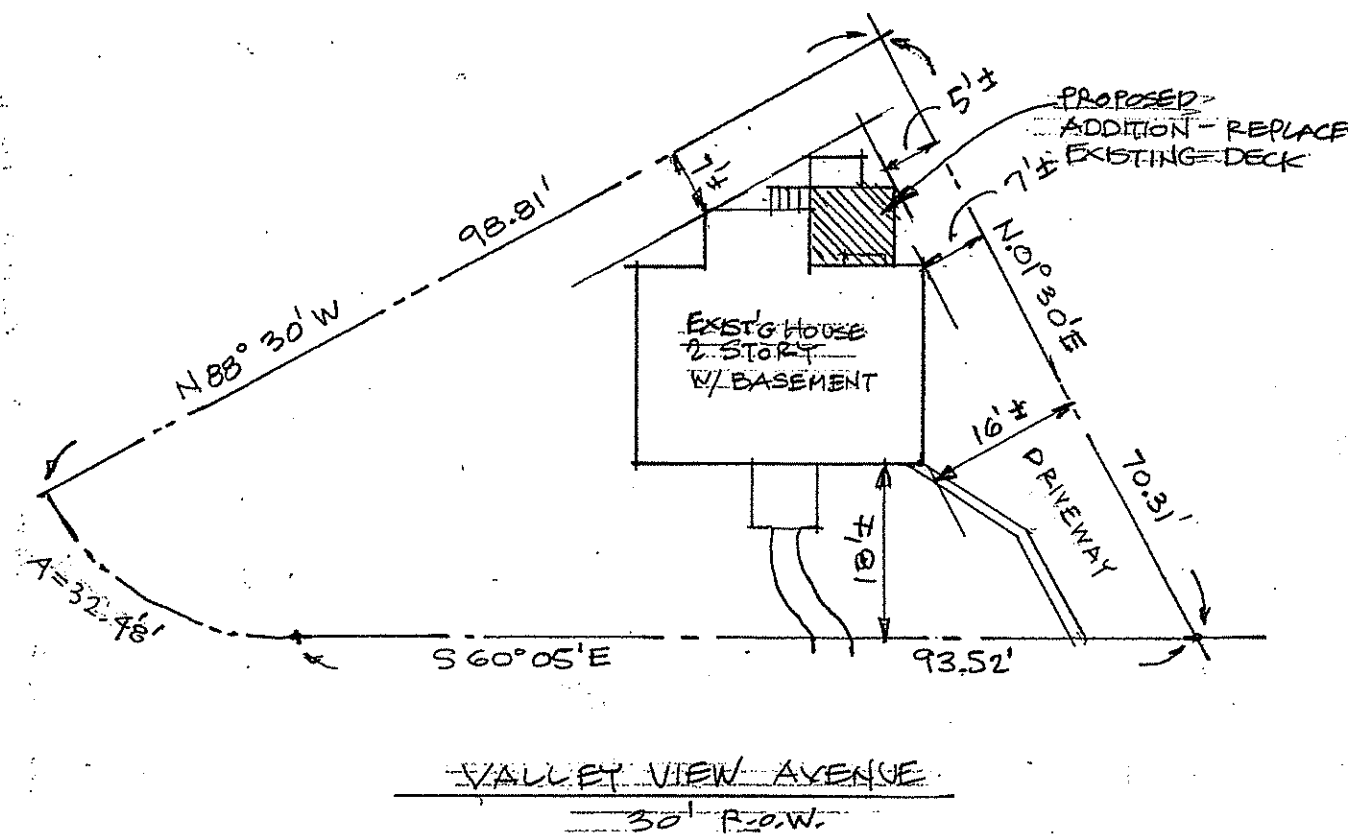 5'±
PROPOSED
ADDITION - REPLACE
EXISTING DECK
7'±
98.81'
N 88° 30' W
N.01° 30' E
EXIST'G HOUSE
2 STORY
W/ BASEMENT
16'±
DRIVEWAY
70.31'
A=32.48'
S 60° 05' E
93.52'
VALLEY VIEW AVENUE
30' R.O.W.